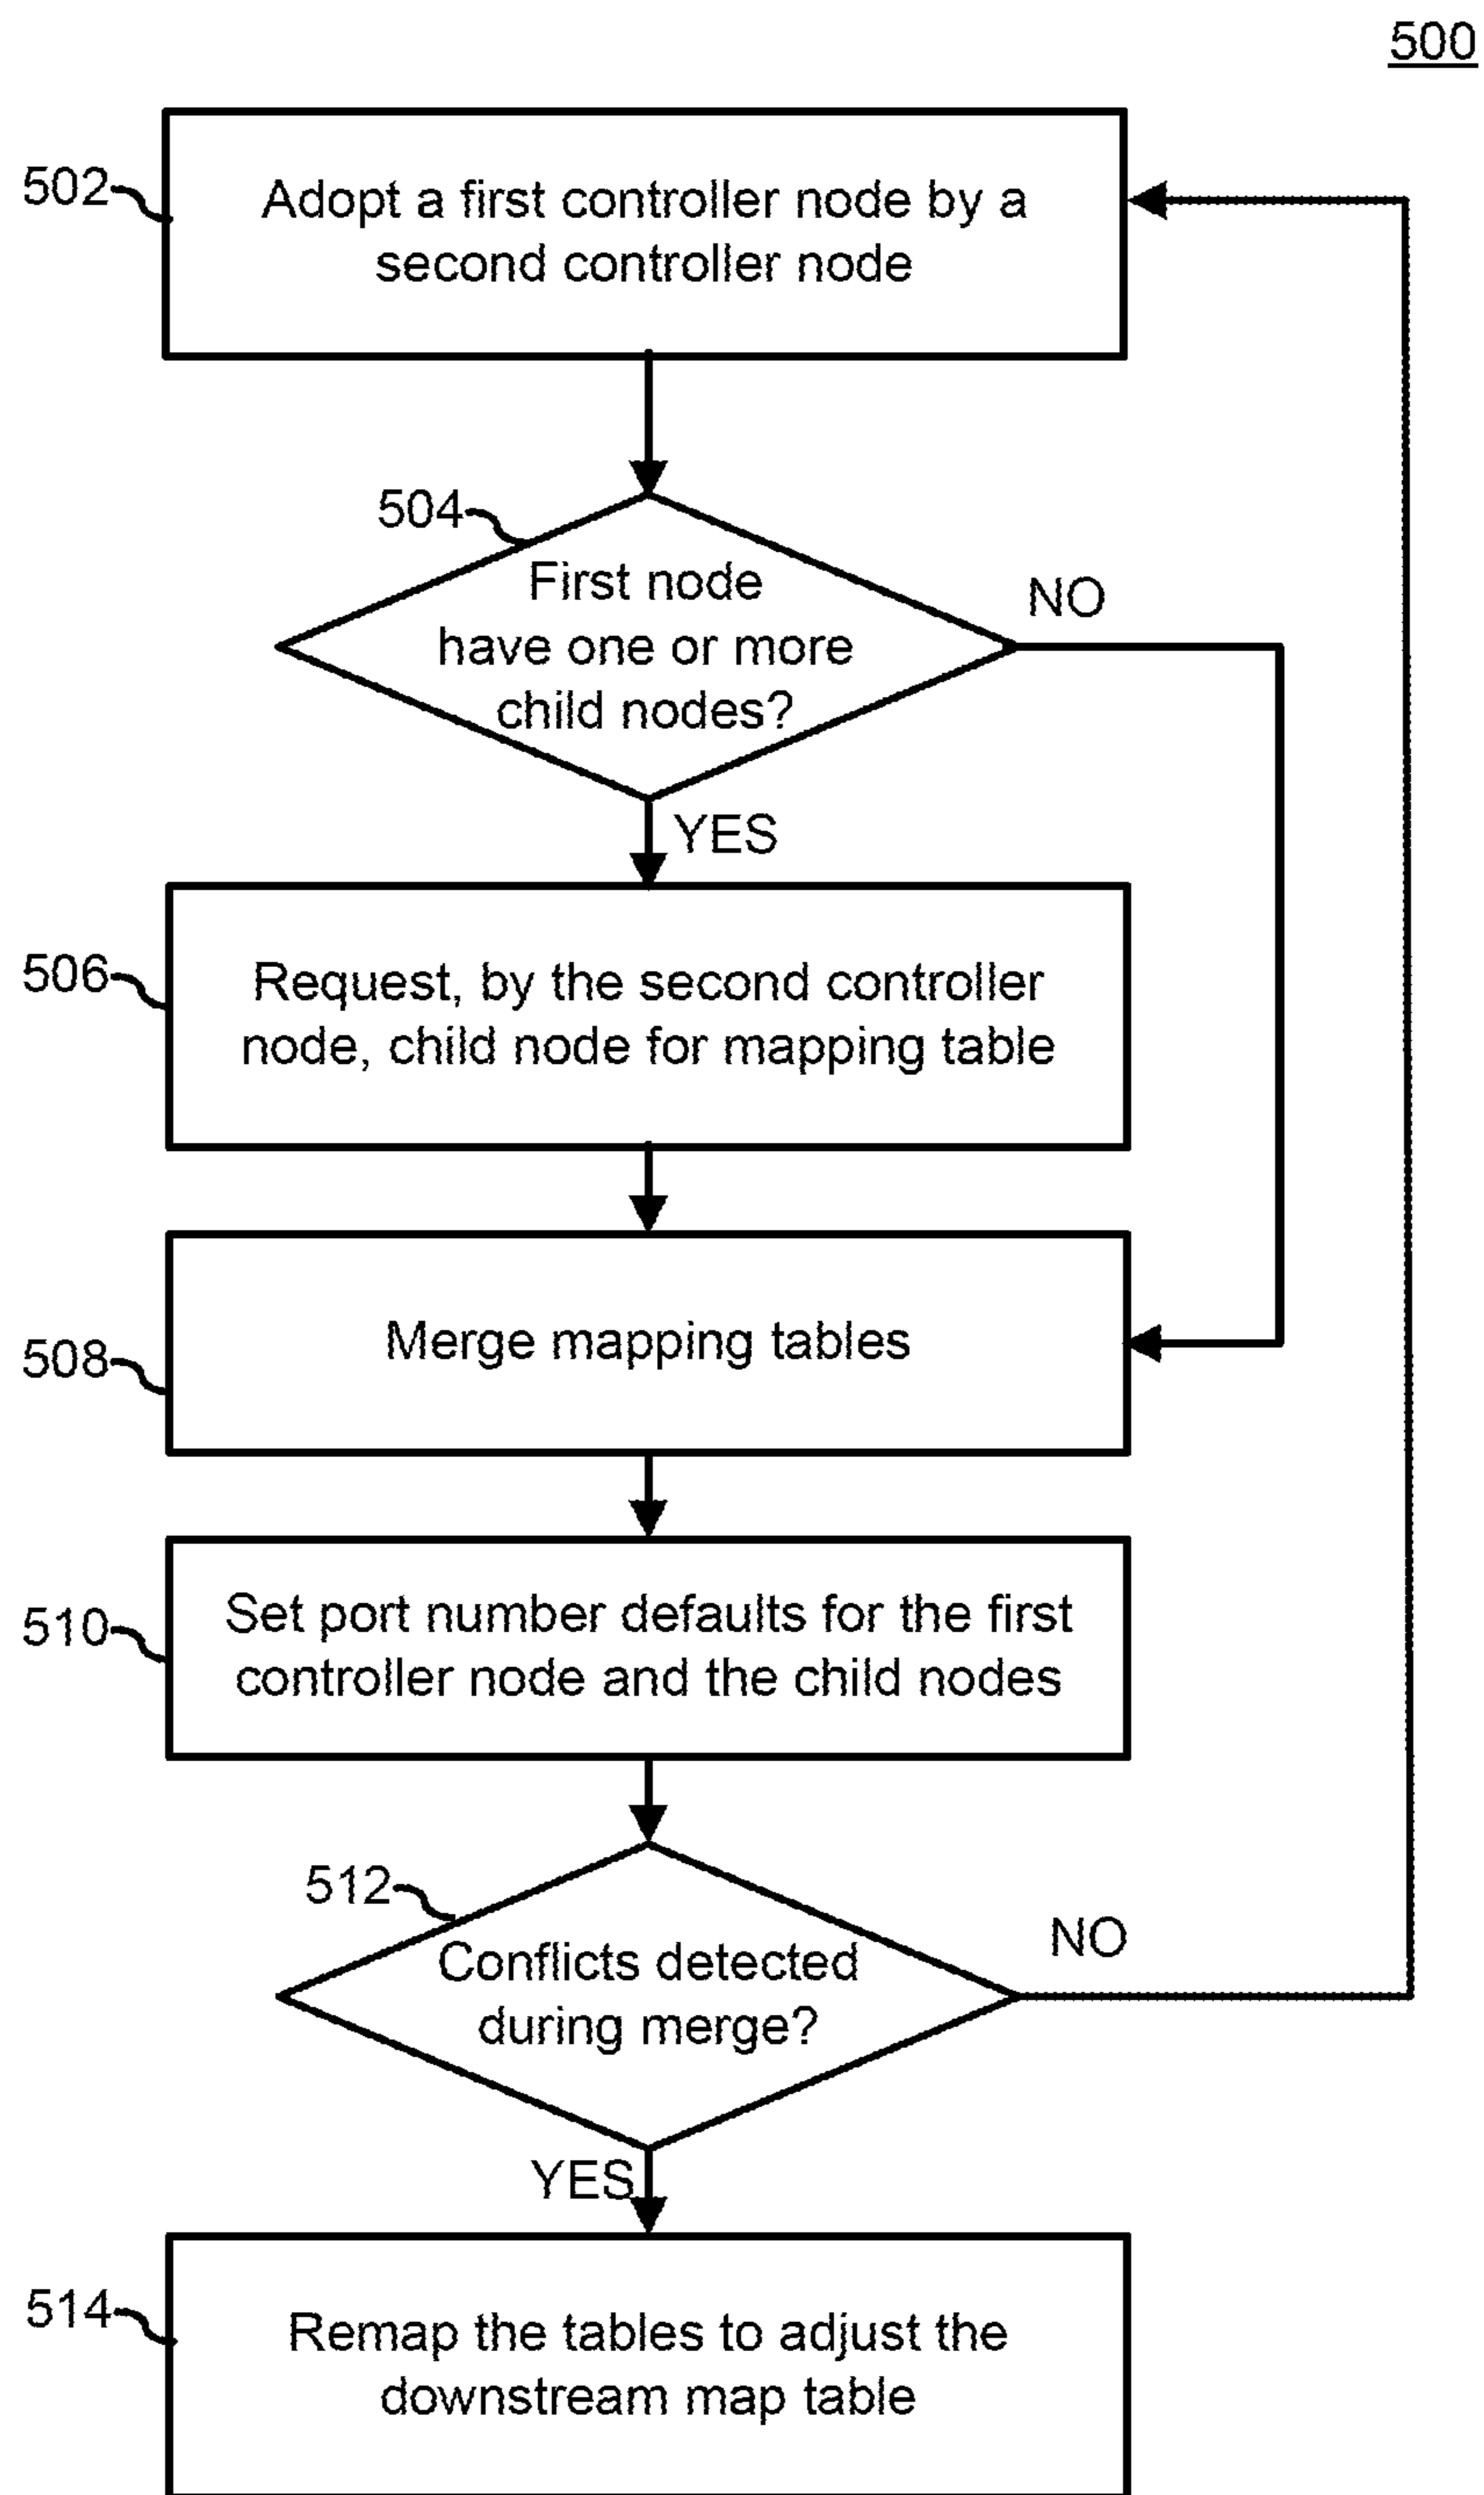 500
502
Adopt a first controller node by a
second controller node
504
First node
have one or more
child nodes?
NO
YES
506
Request, by the second controller
node, child node for mapping table
508
Merge mapping tables
510
Set port number defaults for the first
controller node and the child nodes
512
Conflicts detected
during merge?
NO
YES
514
Remap the tables to adjust the
downstream map table